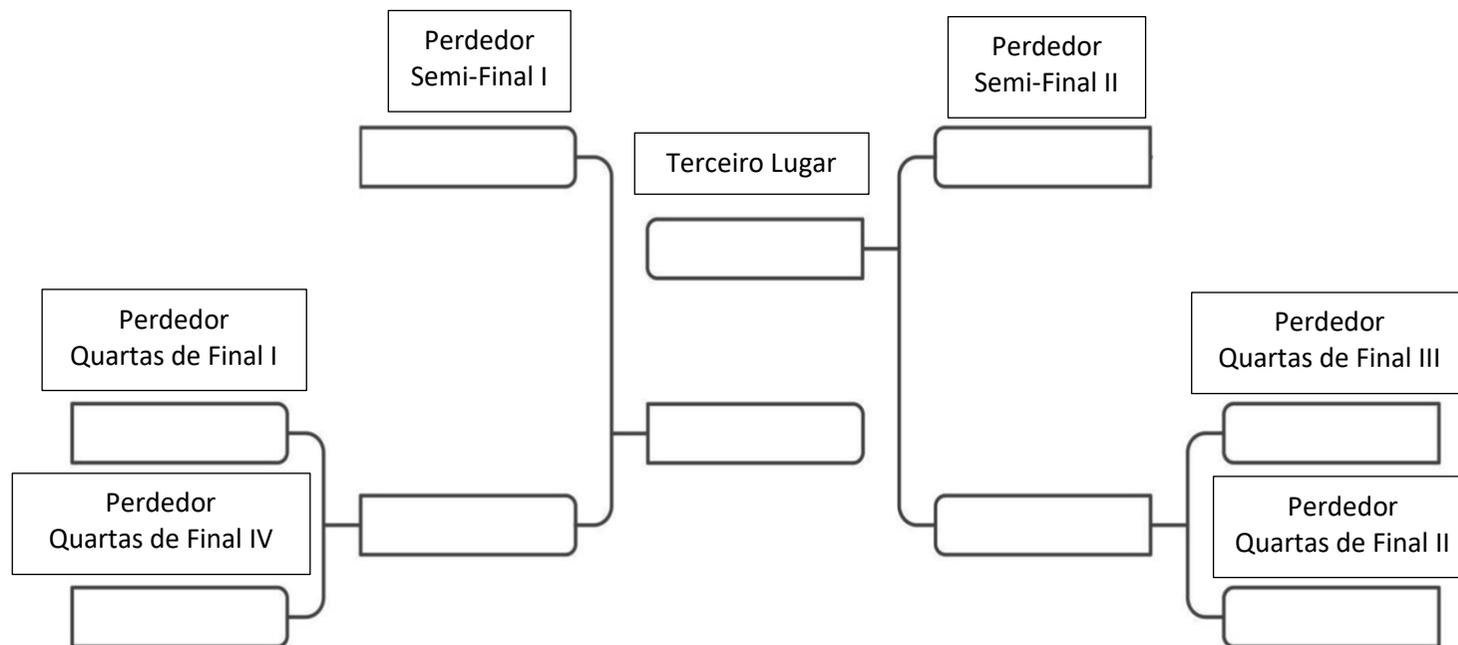 Perdedor
Semi-Final I
Perdedor
Semi-Final II
Terceiro Lugar
Perdedor
Quartas de Final I
Perdedor
Quartas de Final III
Perdedor
Quartas de Final IV
Perdedor
Quartas de Final II